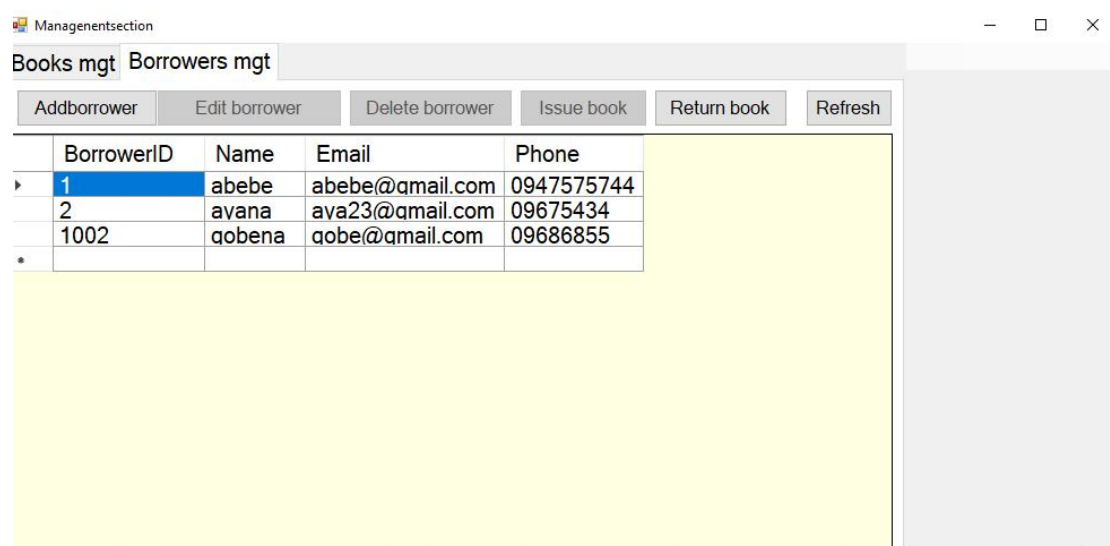 Managenentsection
Books mgt Borrowers mgt
Addborrower Edit borrower Delete borrower Issue book Return book Refresh
BorrowerID Name Email Phone
1 abebe abebe@gmail.com 0947575744
2 ayana aya23@gmail.com 09675434
1002 gobena gobe@gmail.com 09686855